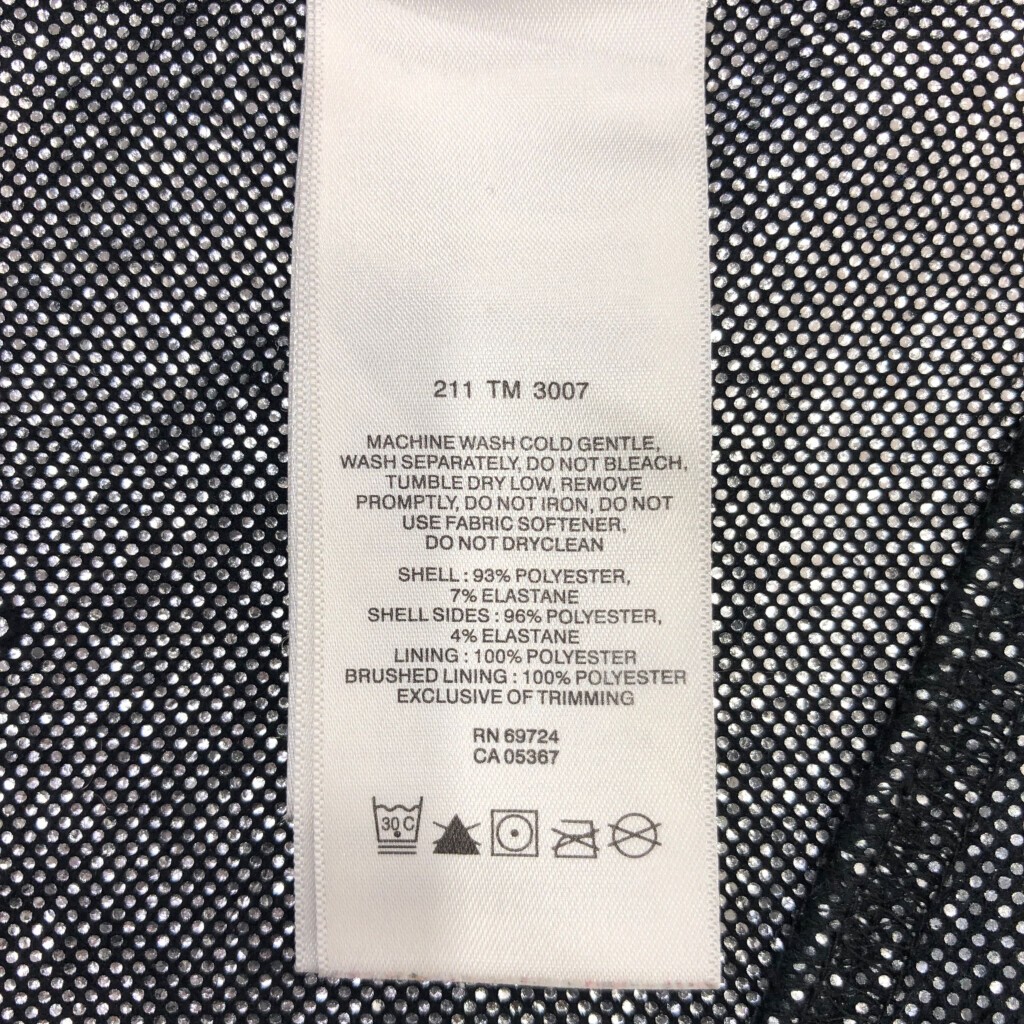 211 TM 3007
MACHINE WASH COLD GENTLE,
WASH SEPARATELY, DO NOT BLEACH,
TUMBLE DRY LOW, REMOVE
PROMPTLY, DO NOT IRON, DO NOT
USE FABRIC SOFTENER,
DO NOT DRYCLEAN
SHELL : 93% POLYESTER,
7% ELASTANE
SHELL SIDES : 96% POLYESTER,
4% ELASTANE
LINING : 100% POLYESTER
BRUSHED LINING : 100% POLYESTER
EXCLUSIVE OF TRIMMING
RN 69724
CA 05367
30 C